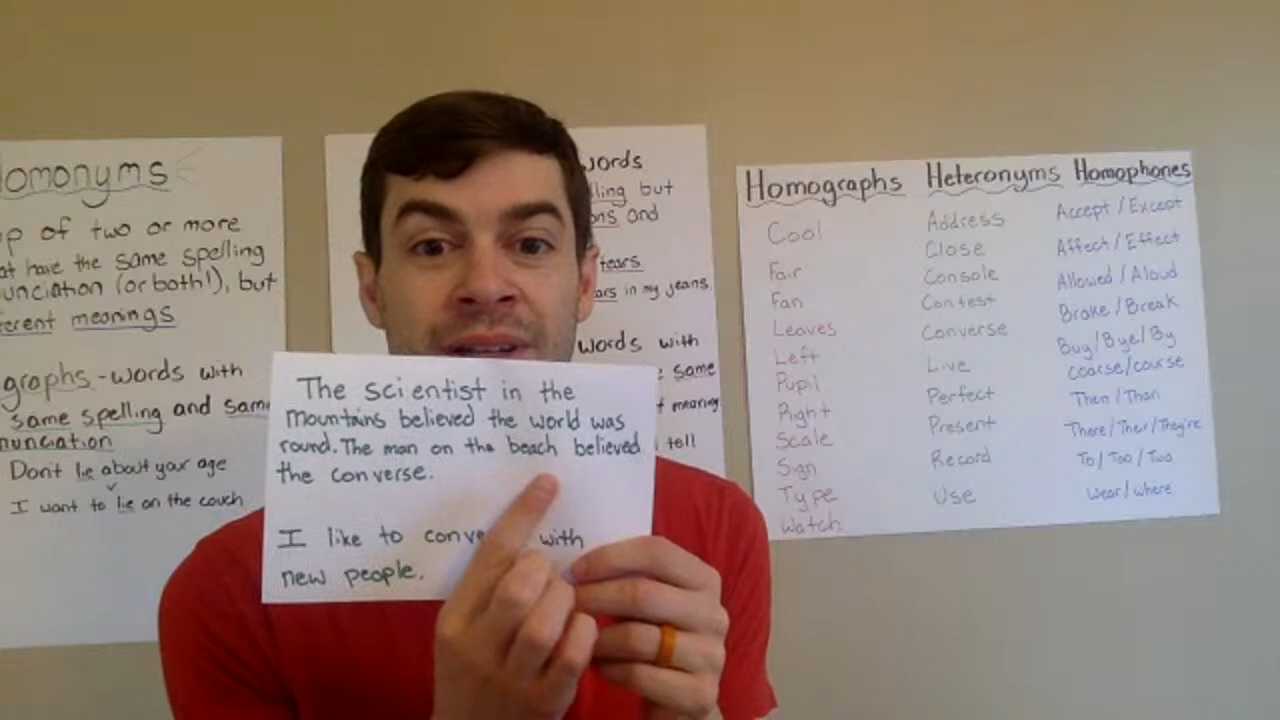 omonyms
p of two or more
at have the same spelling
unciation (or both!), but
erent meanings
graphs - words with
same spelling and same
nunciation
Don't lie about your age
I want to lie on the couch
words
lling but
ons and
tears
ars in my jeans.
words with
same
t meaning.
tell
The scientist in the
mountains believed the world was
round. The man on the beach believed
the converse.
I like to conve with
new people.
Homographs
Cool
Fair
Fan
Leaves
Left
Pupil
Right
Scale
Sign
Type
Watch
Heteronyms
Address
Close
Console
Contest
Converse
Live
Perfect
Present
Record
Use
Homophones
Accept / Except
Affect / Effect
Allowed / Aloud
Brake / Break
Buy/Bye/By
coarse/course
Then / Than
There/Their/They're
To / Too / Two
Wear/where